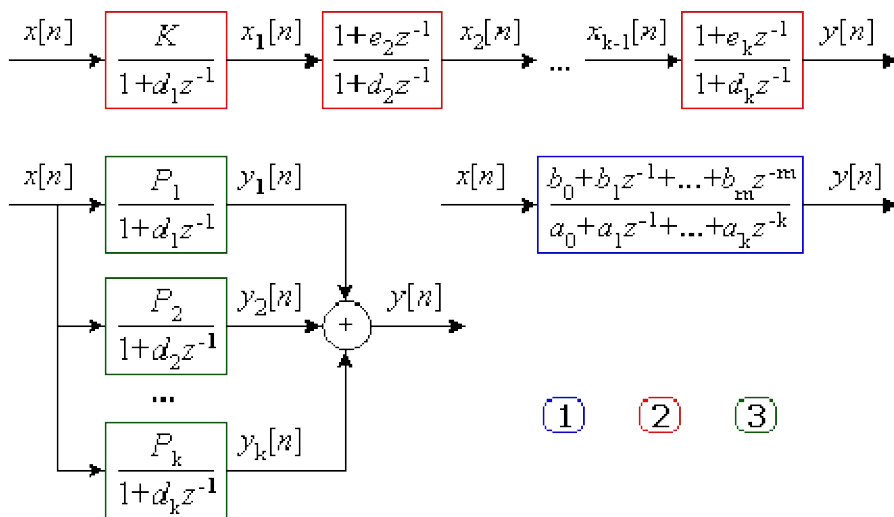 x[n] K / 1+d₁z⁻¹ x₁[n] 1+e₂z⁻¹ / 1+d₂z⁻¹ x₂[n] ... xₖ₋₁[n] 1+eₖz⁻¹ / 1+dₖz⁻¹ y[n]
x[n] P₁ / 1+d₁z⁻¹ y₁[n]
x[n] b₀+b₁z⁻¹+...+bₘz⁻ᵐ / a₀+a₁z⁻¹+...+aₖz⁻ᵏ y[n]
P₂ / 1+d₂z⁻¹ y₂[n] + y[n]
...
Pₖ / 1+dₖz⁻¹ yₖ[n]
1 2 3